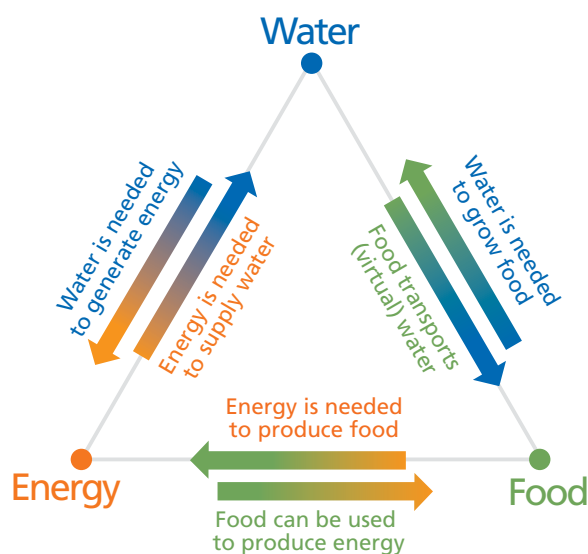 Water
Water is needed
to generate energy
Energy is needed
to supply water
Water is needed
to grow food
Food transports
(virtual) water
Energy is needed
to produce food
Energy
Food
Food can be used
to produce energy